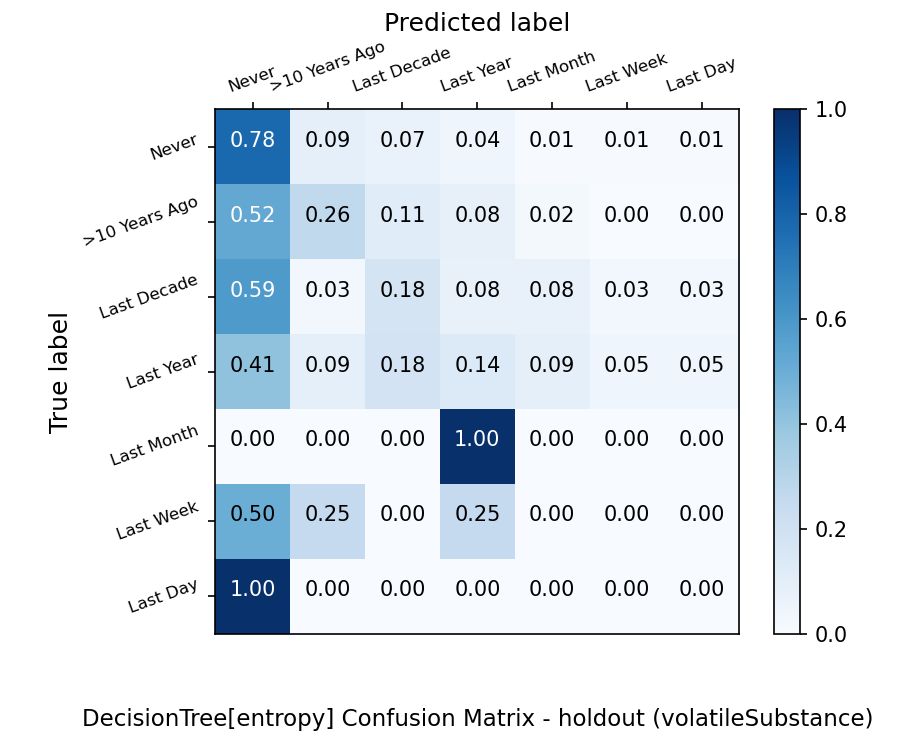 Predicted label
Never >10 Years Ago Last Decade Last Year Last Month Last Week Last Day
True label
Never 0.78 0.09 0.07 0.04 0.01 0.01 0.01
>10 Years Ago 0.52 0.26 0.11 0.08 0.02 0.00 0.00
Last Decade 0.59 0.03 0.18 0.08 0.08 0.03 0.03
Last Year 0.41 0.09 0.18 0.14 0.09 0.05 0.05
Last Month 0.00 0.00 0.00 1.00 0.00 0.00 0.00
Last Week 0.50 0.25 0.00 0.25 0.00 0.00 0.00
Last Day 1.00 0.00 0.00 0.00 0.00 0.00 0.00
1.0
0.8
0.6
0.4
0.2
0.0
DecisionTree[entropy] Confusion Matrix - holdout (volatileSubstance)